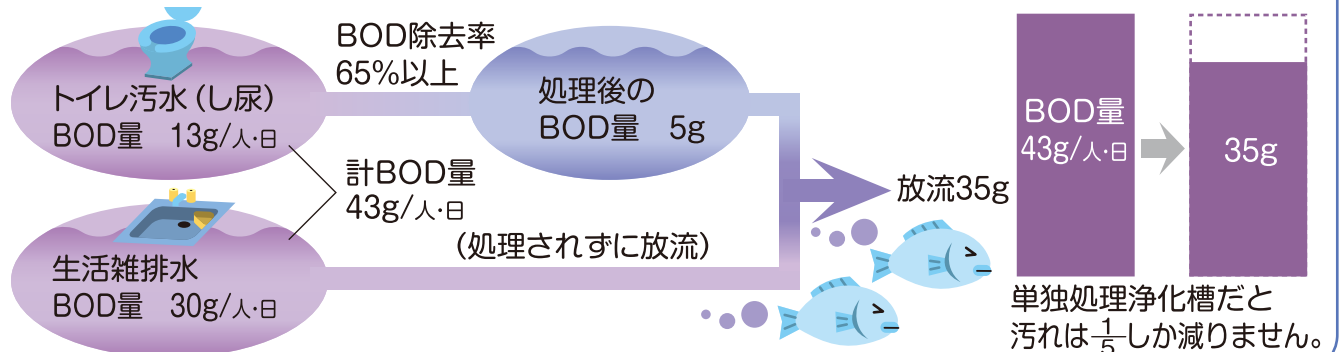 トイレ汚水（し尿）
BOD量　13g/人·日
BOD除去率
65%以上
処理後の
BOD量　5g
計BOD量
43g/人·日
生活雑排水
BOD量　30g/人·日
（処理されずに放流）
放流35g
BOD量
43g/人·日
35g
単独処理浄化槽だと
汚れは1/5しか減りません。